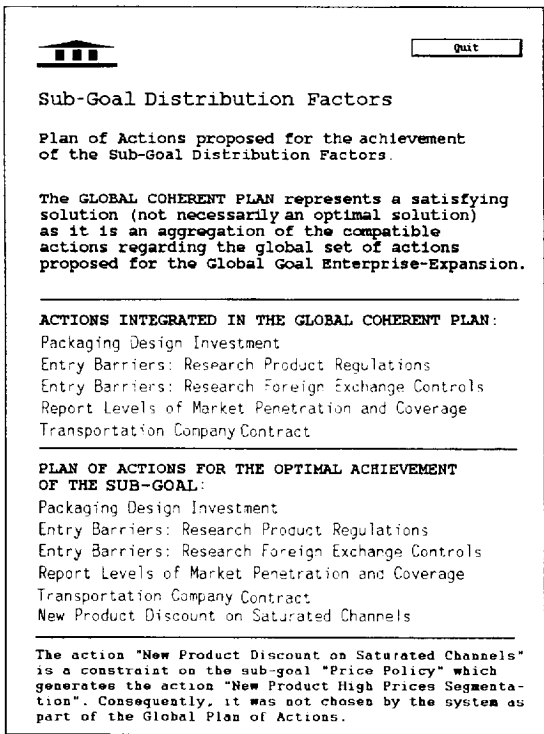 Quit
Sub-Goal Distribution Factors
Plan of Actions proposed for the achievement
of the Sub-Goal Distribution Factors.
The GLOBAL COHERENT PLAN represents a satisfying
solution (not necessarily an optimal solution)
as it is an aggregation of the compatible
actions regarding the global set of actions
proposed for the Global Goal Enterprise-Expansion.
ACTIONS INTEGRATED IN THE GLOBAL COHERENT PLAN:
Packaging Design Investment
Entry Barriers: Research Product Regulations
Entry Barriers: Research Foreign Exchange Controls
Report Levels of Market Penetration and Coverage
Transportation Company Contract
PLAN OF ACTIONS FOR THE OPTIMAL ACHIEVEMENT
OF THE SUB-GOAL:
Packaging Design Investment
Entry Barriers: Research Product Regulations
Entry Barriers: Research Foreign Exchange Controls
Report Levels of Market Penetration and Coverage
Transportation Company Contract
New Product Discount on Saturated Channels
The action "New Product Discount on Saturated Channels"
is a constraint on the sub-goal "Price Policy" which
generates the action "New Product High Prices Segmenta-
tion". Consequently, it was not chosen by the system as
part of the Global Plan of Actions.